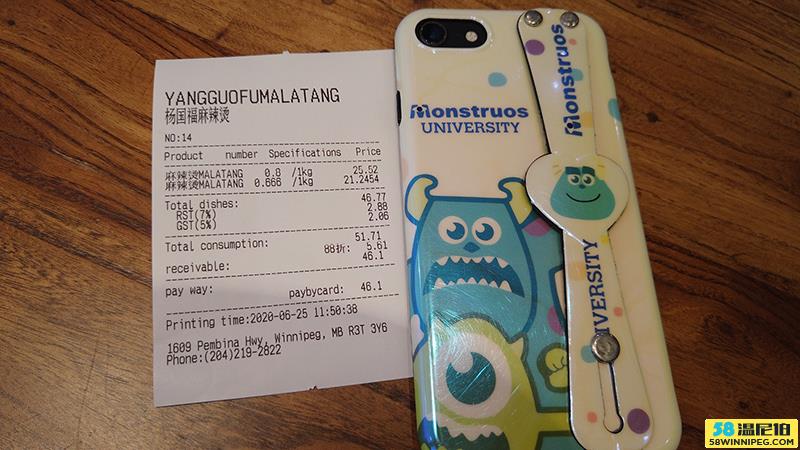 YANGGUOFUMALATANG
杨国福麻辣烫
NO:14
Product number Specifications Price
麻辣烫MALATANG 0.8 /1kg 25.52
麻辣烫MALATANG 0.666 /1kg 21.2454
Total dishes: 46.77
RST(7%) 2.88
GST(5%) 2.06
Total consumption: 51.71
88折: 5.61
receivable: 46.1
pay way: paybycard: 46.1
Printing time:2020-06-25 11:50:38
1609 Pembina Hwy, Winnipeg, MB R3T 3Y6
Phone:(204)219-2822
Monstruos
UNIVERSITY
Monstruos
UNIVERSITY
58温尼伯
58WINNIPEG.COM